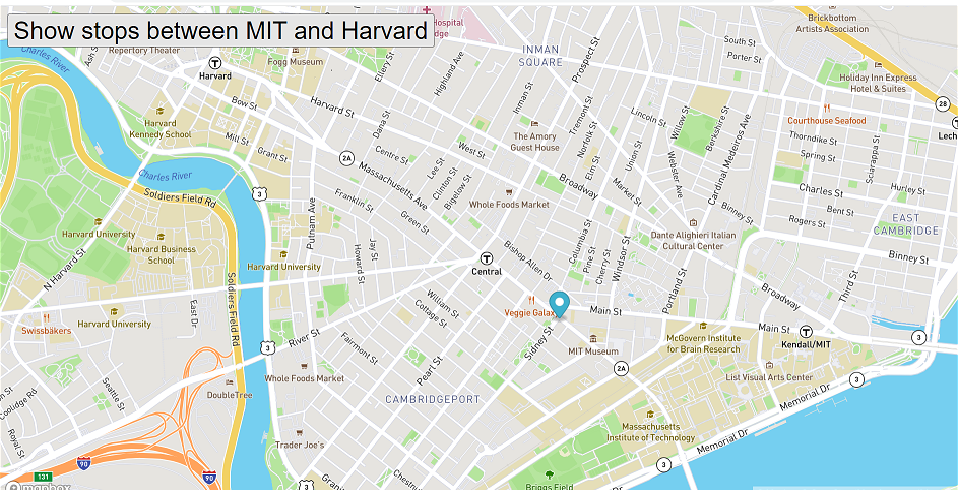 Show stops between MIT and Harvard
Hospital
Brickbottom
Artists Association
Charles River
Ash St
Repertory Theater
Fogg Museum
Ellery St
Highland Ave
INMAN
SQUARE
Prospect St
South St
Porter St
Holiday Inn Express
Hotel & Suites
Harvard
Bow St
Harvard St
Inman St
Tremont St
Lincoln St
Willow St
Berkshire St
28
Courthouse Seafood
Harvard
Kennedy School
Mill St
Grant St
Dana St
Centre St
The Amory
Guest House
Norfolk St
Cardinal Medeiros Ave
Thorndike St
Lech
Spring St
Sciarappa St
2A
Massachusetts Ave
Lee St
West St
Elm St
Union St
Webster Ave
Charles River
Soldiers Field Rd
3
Clinton St
Bigelow St
Broadway
Market St
Charles St
Hurley St
Franklin St
Green St
Whole Foods Market
Binney St
Bent St
Rogers St
EAST
CAMBRIDGE
Harvard University
Harvard Business
School
Putnam Ave
Jay St
Howard St
Columbia St
Pine St
Cherry St
Windsor St
Dante Alighieri Italian
Cultural Center
Bishop Allen Dr
N Harvard St
Harvard University
Central
Binney St
Soldiers Field Rd
Portland St
Broadway
Third St
East Dr
William St
Cottage St
Veggie Galaxy
Main St
Swissbäkers
Harvard University
River St
Fairmont St
Sidney St
MIT Museum
McGovern Institute
for Brain Research
Main St
Kendall/MIT
3
3
Pearl St
2A
Whole Foods Market
List Visual Arts Center
3
Seattle St
Coolidge Rd
DoubleTree
CAMBRIDGEPORT
Memorial Dr
Royal St
Trader Joe's
Massachusetts
Institute of Technology
Memorial Dr
90
3
131
90
Chestnut
Granite
3
Briggs Field
mapbox